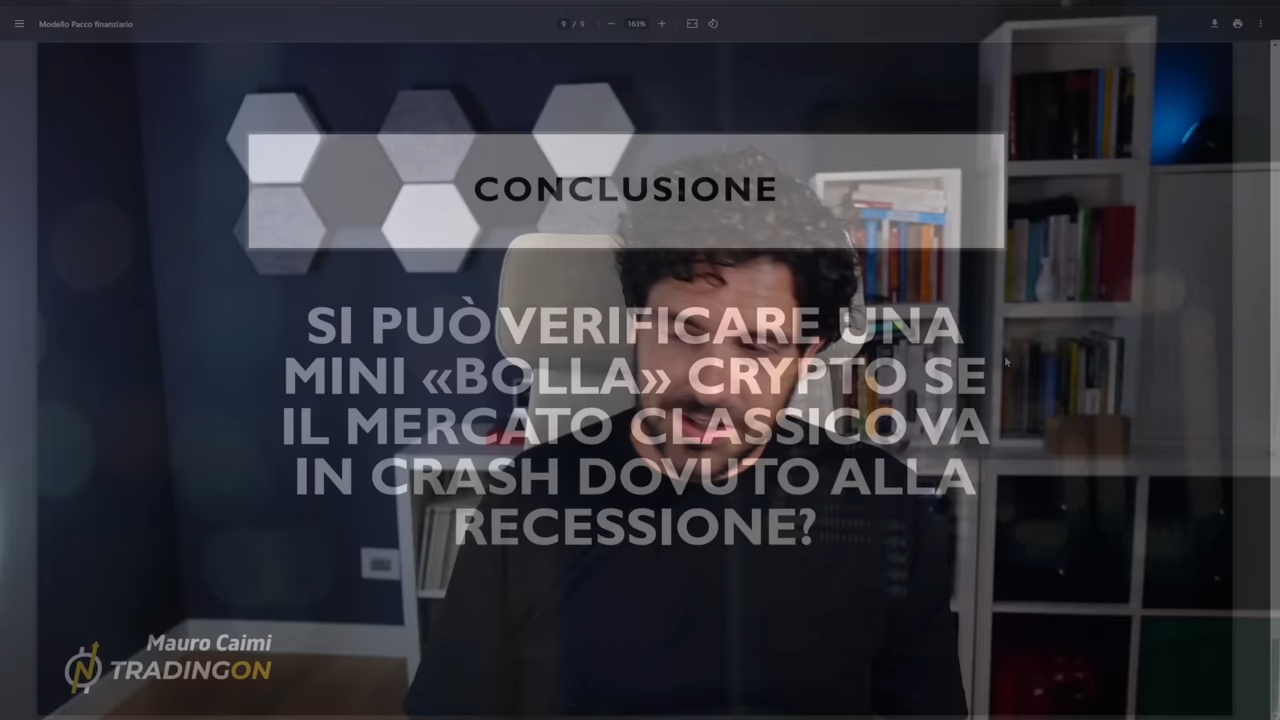 Modello Pacco finanziario
9 / 9
163%
CONCLUSIONE
SI PUÒ VERIFICARE UNA
MINI «BOLLA» CRYPTO SE
IL MERCATO CLASSICO VA
IN CRASH DOVUTO ALLA
RECESSIONE?
Mauro Caimi
TRADINGON